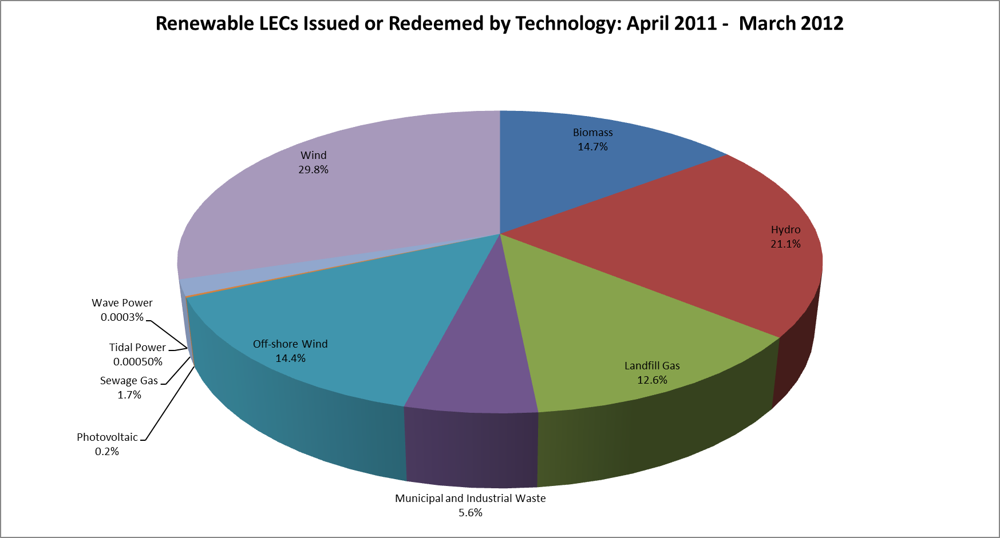 Renewable LECs Issued or Redeemed by Technology: April 2011 -  March 2012
Biomass
14.7%
Wind
29.8%
Hydro
21.1%
Wave Power
0.0003%
Tidal Power
0.00050%
Sewage Gas
1.7%
Photovoltaic
0.2%
Off-shore Wind
14.4%
Landfill Gas
12.6%
Municipal and Industrial Waste
5.6%